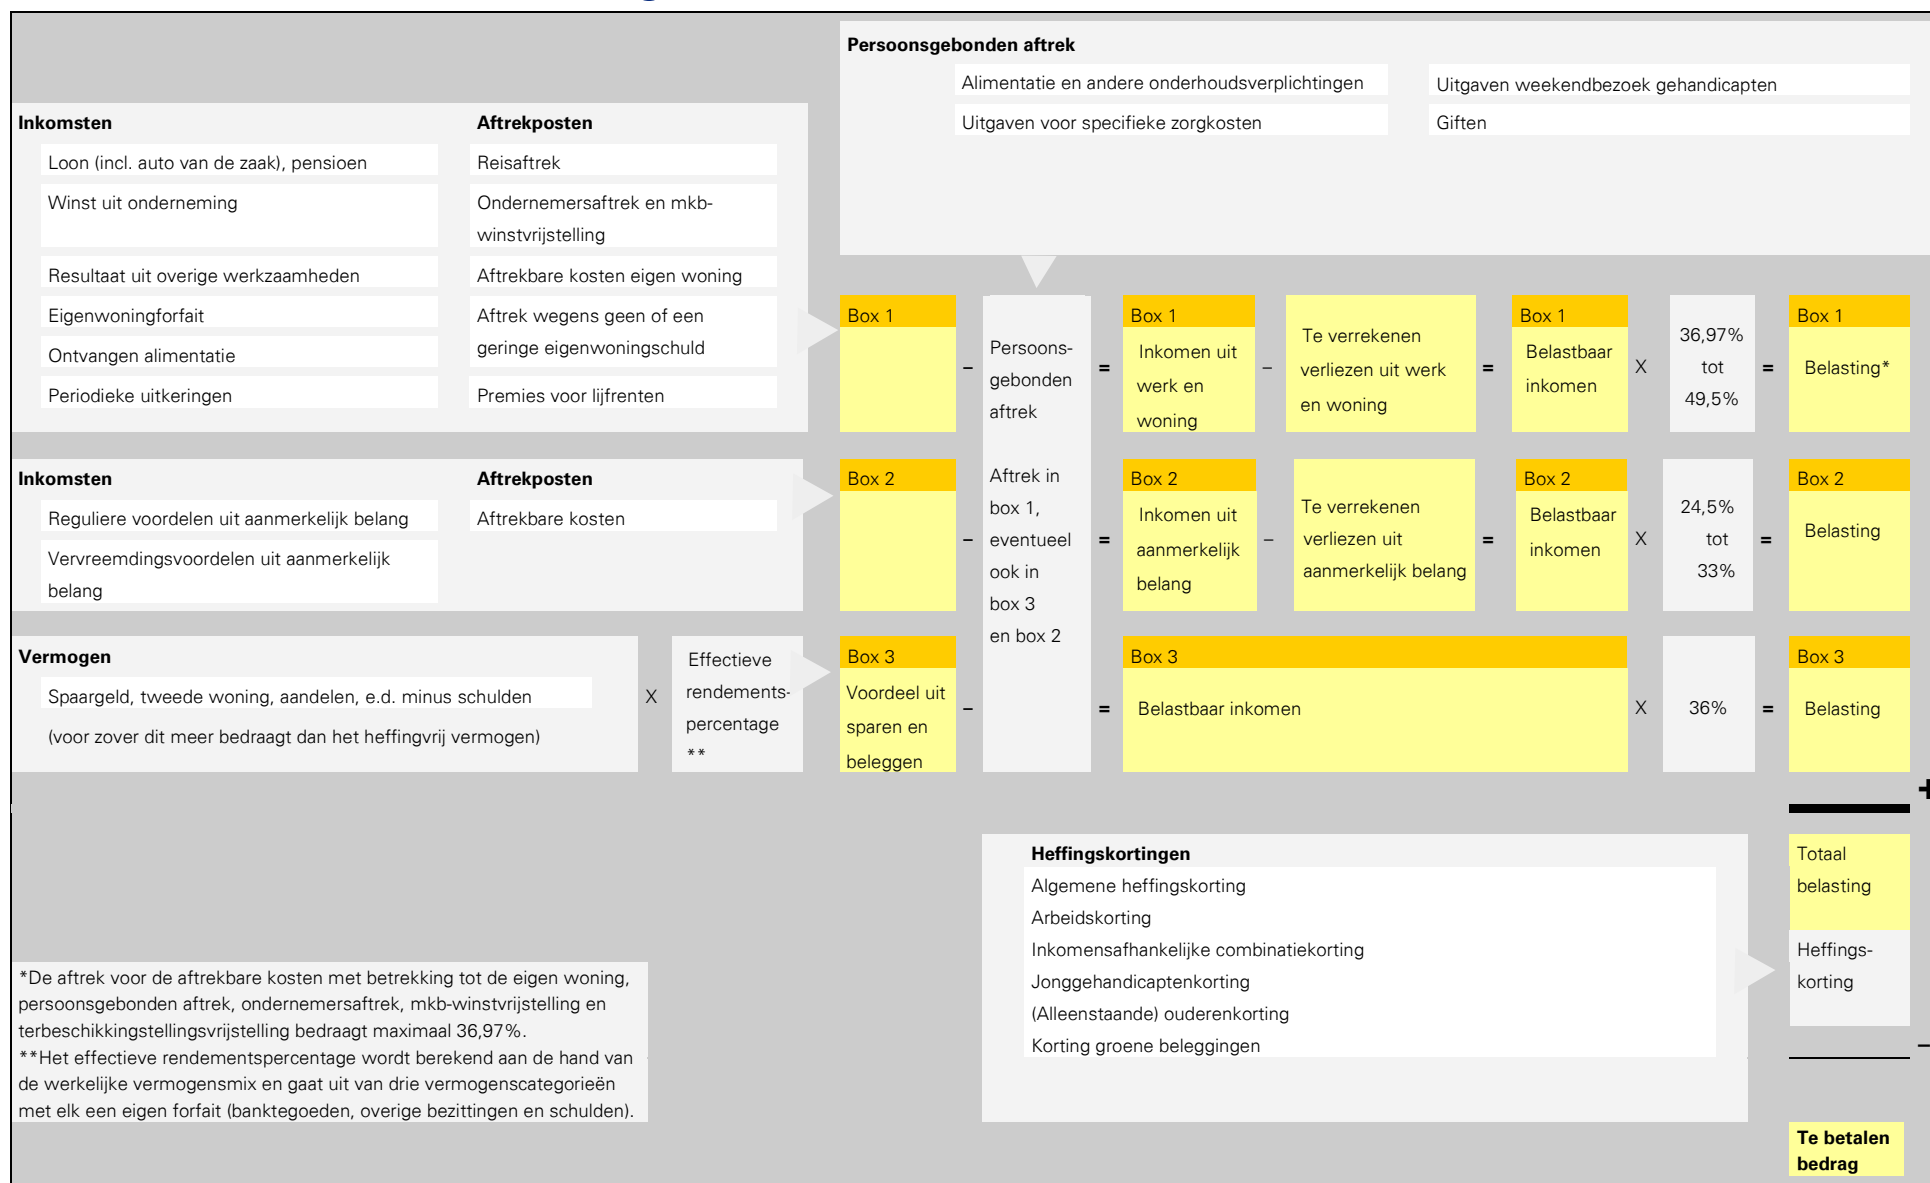 Persoonsgebonden aftrek
Alimentatie en andere onderhoudsverplichtingen
Uitgaven weekendbezoek gehandicapten
Uitgaven voor specifieke zorgkosten
Giften
Inkomsten
Aftrekposten
Loon (incl. auto van de zaak), pensioen
Reisaftrek
Winst uit onderneming
Ondernemersaftrek en mkb-
winstvrijstelling
Resultaat uit overige werkzaamheden
Aftrekbare kosten eigen woning
Eigenwoningforfait
Aftrek wegens geen of een
geringe eigenwoningschuld
Ontvangen alimentatie
Periodieke uitkeringen
Premies voor lijfrenten
Box 1
–
Persoons-
gebonden
aftrek
Aftrek in
box 1,
eventueel
ook in
box 3
en box 2
=
Box 1
Inkomen uit
werk en
woning
–
Te verrekenen
verliezen uit werk
en woning
=
Box 1
Belastbaar
inkomen
X
36,97%
tot
49,5%
=
Box 1
Belasting*
Inkomsten
Aftrekposten
Reguliere voordelen uit aanmerkelijk belang
Aftrekbare kosten
Vervreemdingsvoordelen uit aanmerkelijk
belang
Box 2
–
=
Box 2
Inkomen uit
aanmerkelijk
belang
–
Te verrekenen
verliezen uit
aanmerkelijk belang
=
Box 2
Belastbaar
inkomen
X
24,5%
tot
33%
=
Box 2
Belasting
Vermogen
Spaargeld, tweede woning, aandelen, e.d. minus schulden
(voor zover dit meer bedraagt dan het heffingvrij vermogen)
X
Effectieve
rendements-
percentage
**
Box 3
Voordeel uit
sparen en
beleggen
–
=
Box 3
Belastbaar inkomen
X
36%
=
Box 3
Belasting
+
Heffingskortingen
Algemene heffingskorting
Arbeidskorting
Inkomensafhankelijke combinatiekorting
Jonggehandicaptenkorting
(Alleenstaande) ouderenkorting
Korting groene beleggingen
Totaal
belasting
Heffings-
korting
–
*De aftrek voor de aftrekbare kosten met betrekking tot de eigen woning,
persoonsgebonden aftrek, ondernemersaftrek, mkb-winstvrijstelling en
terbeschikkingstellingsvrijstelling bedraagt maximaal 36,97%.
**Het effectieve rendementspercentage wordt berekend aan de hand van
de werkelijke vermogensmix en gaat uit van drie vermogenscategorieën
met elk een eigen forfait (banktegoeden, overige bezittingen en schulden).
Te betalen
bedrag